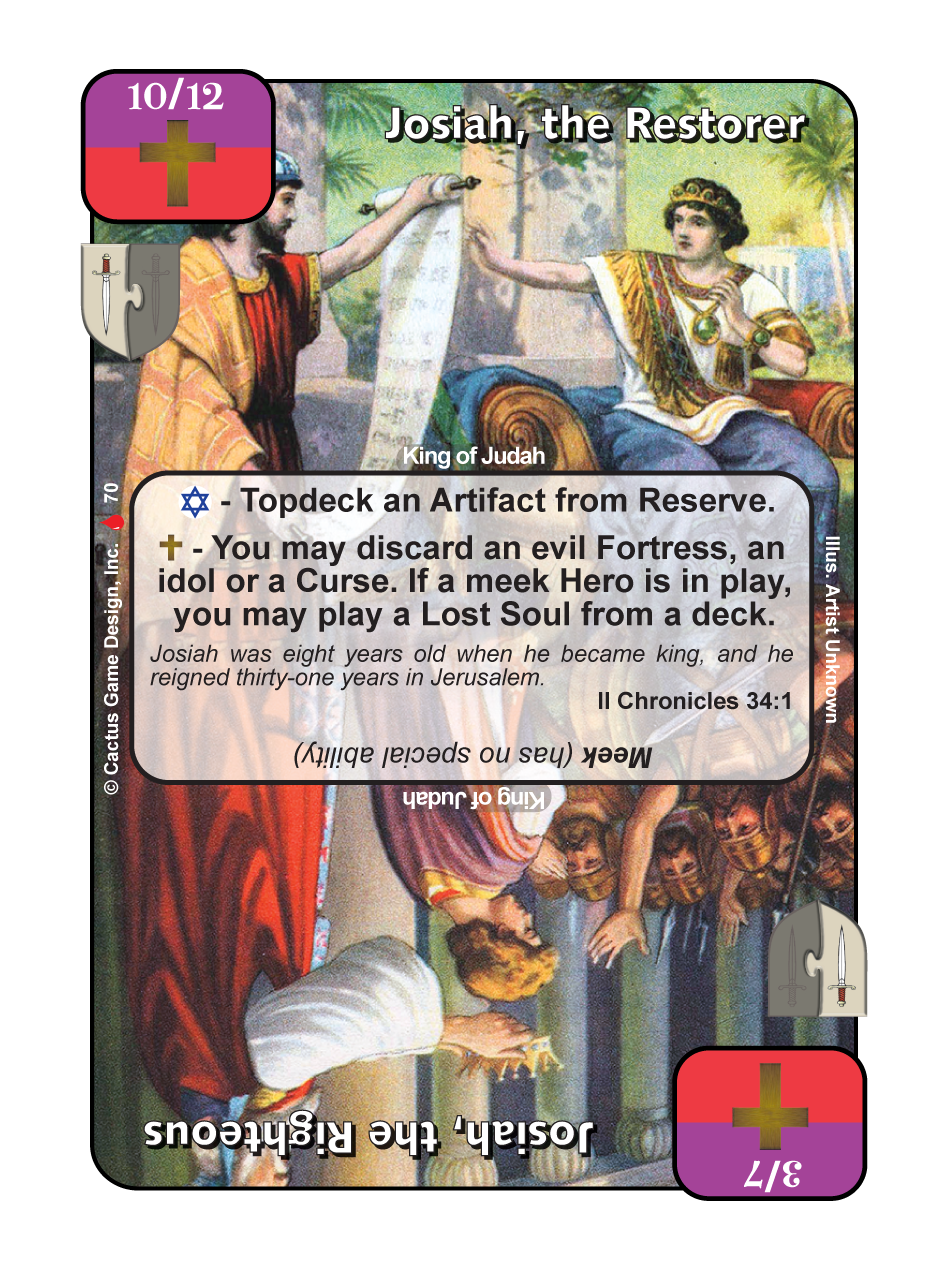 10/12
Josiah, the Restorer
King of Judah
✡ - Topdeck an Artifact from Reserve.
✝ - You may discard an evil Fortress, an
idol or a Curse. If a meek Hero is in play,
you may play a Lost Soul from a deck.
Josiah was eight years old when he became king, and he
reigned thirty-one years in Jerusalem.
II Chronicles 34:1
Meek (has no special ability)
King of Judah
© Cactus Game Design, Inc. 70
Illus. Artist Unknown
Josiah, the Righteous
3/7